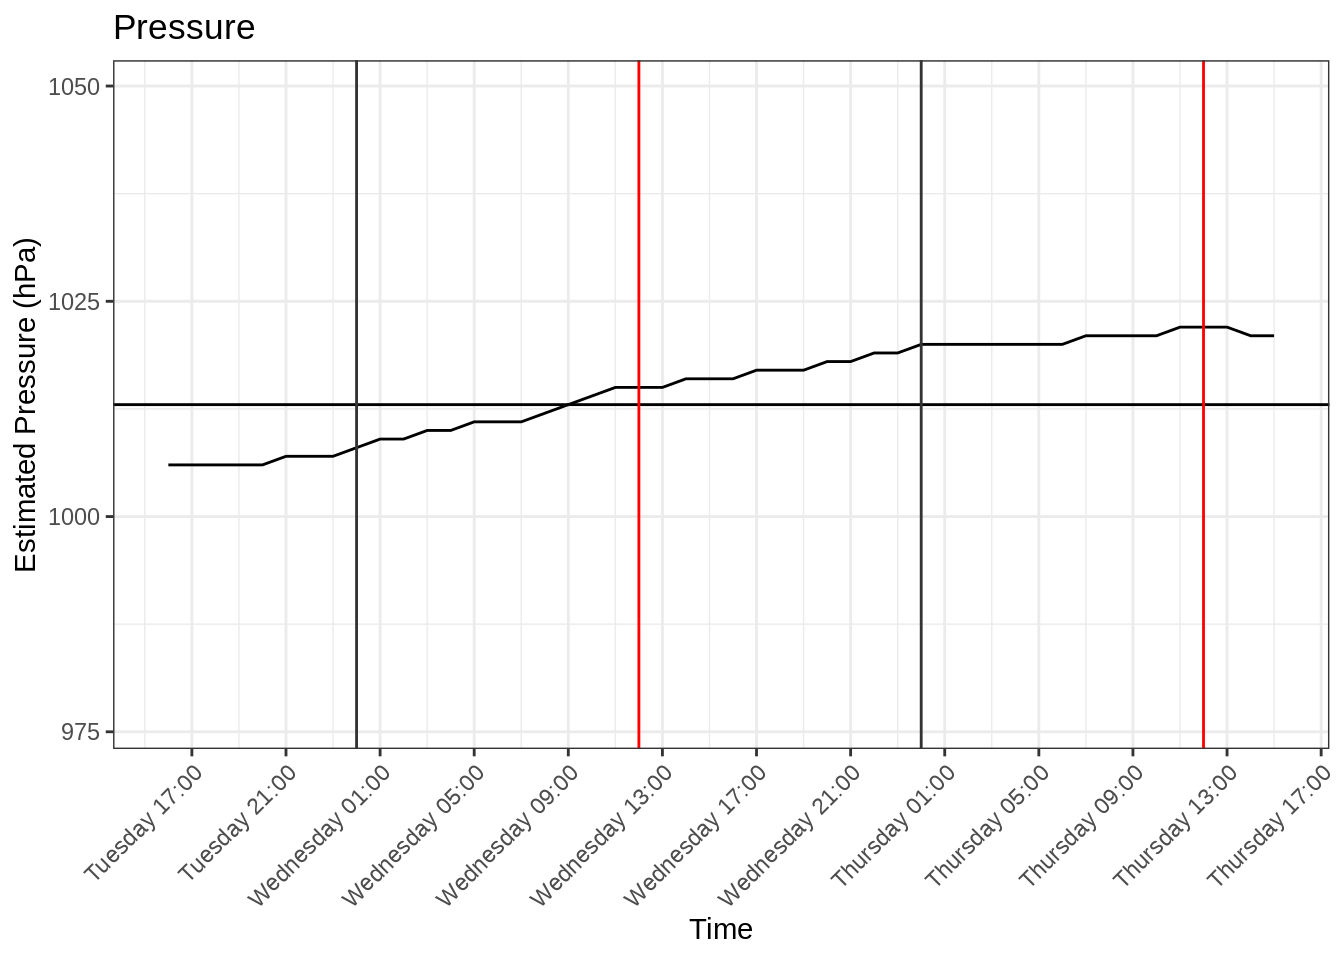 Pressure
Estimated Pressure (hPa)
1050
1025
1000
975
Tuesday 17:00
Tuesday 21:00
Wednesday 01:00
Wednesday 05:00
Wednesday 09:00
Wednesday 13:00
Wednesday 17:00
Wednesday 21:00
Thursday 01:00
Thursday 05:00
Thursday 09:00
Thursday 13:00
Thursday 17:00
Time